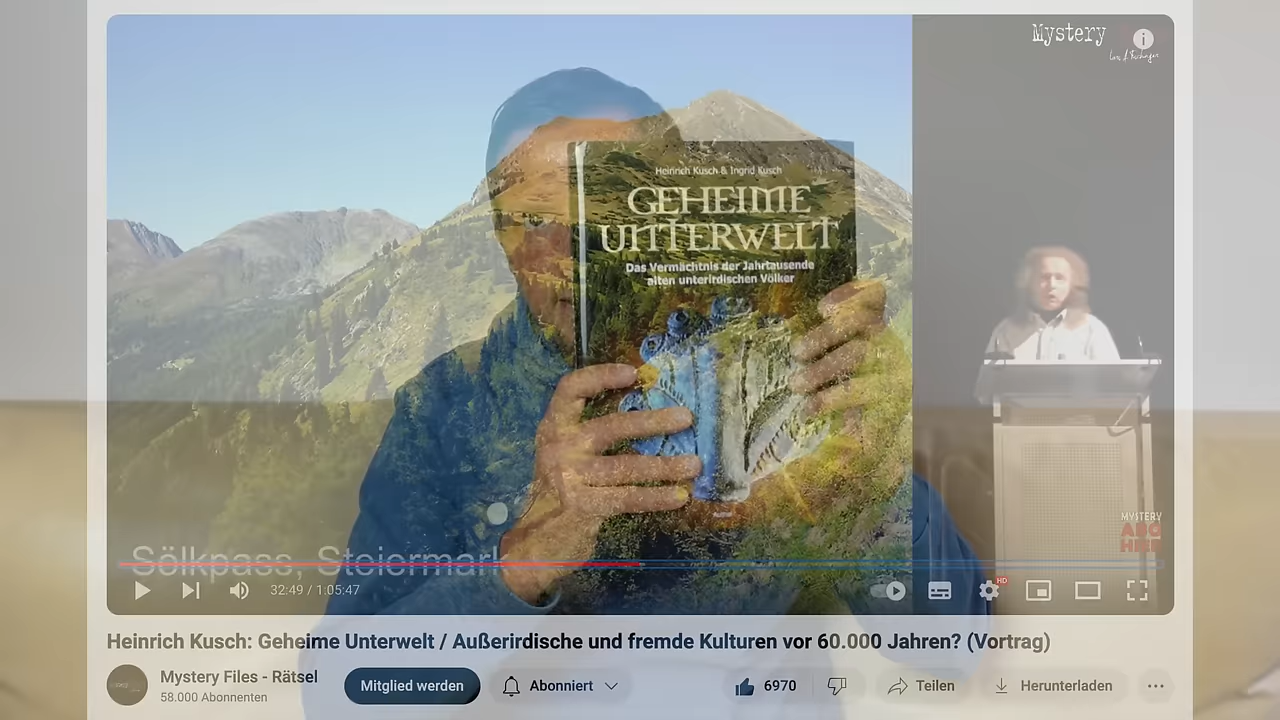 Mystery
Heinrich Kusch & Ingrid Kusch
GEHEIME
UNTERWELT
Das Vermächtnis der Jahrtausende
alten unterirdischen Völker
MYSTERY
Sölkpass, Steiermark
32:49 / 1:05:47
HD
Heinrich Kusch: Geheime Unterwelt / Außerirdische und fremde Kulturen vor 60.000 Jahren? (Vortrag)
Mystery Files - Rätsel
58.000 Abonnenten
Mitglied werden
Abonniert
6970
Teilen
Herunterladen